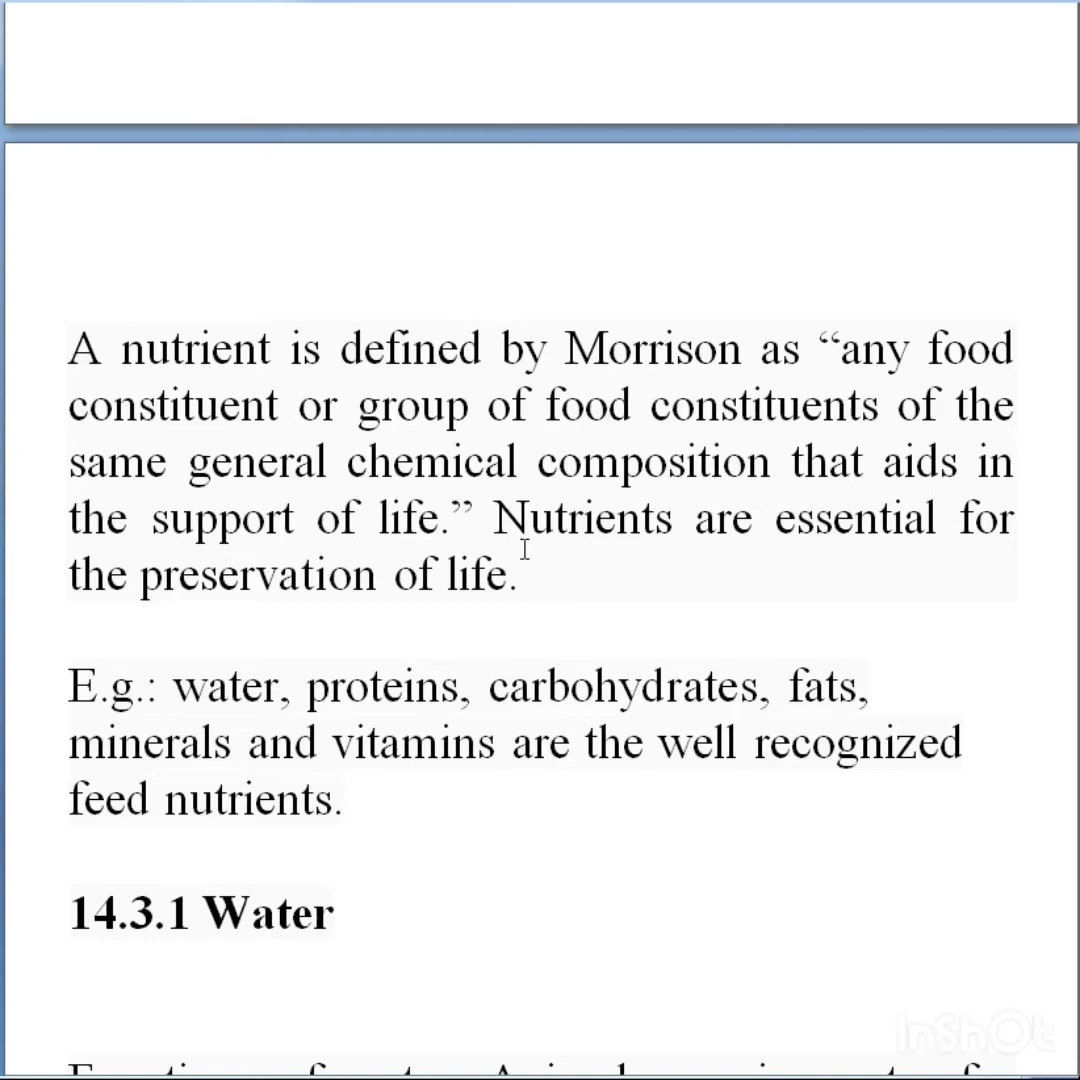 A nutrient is defined by Morrison as “any food
constituent or group of food constituents of the
same general chemical composition that aids in
the support of life.” Nutrients are essential for
the preservation of life.
E.g.: water, proteins, carbohydrates, fats,
minerals and vitamins are the well recognized
feed nutrients.
14.3.1 Water
InShOt